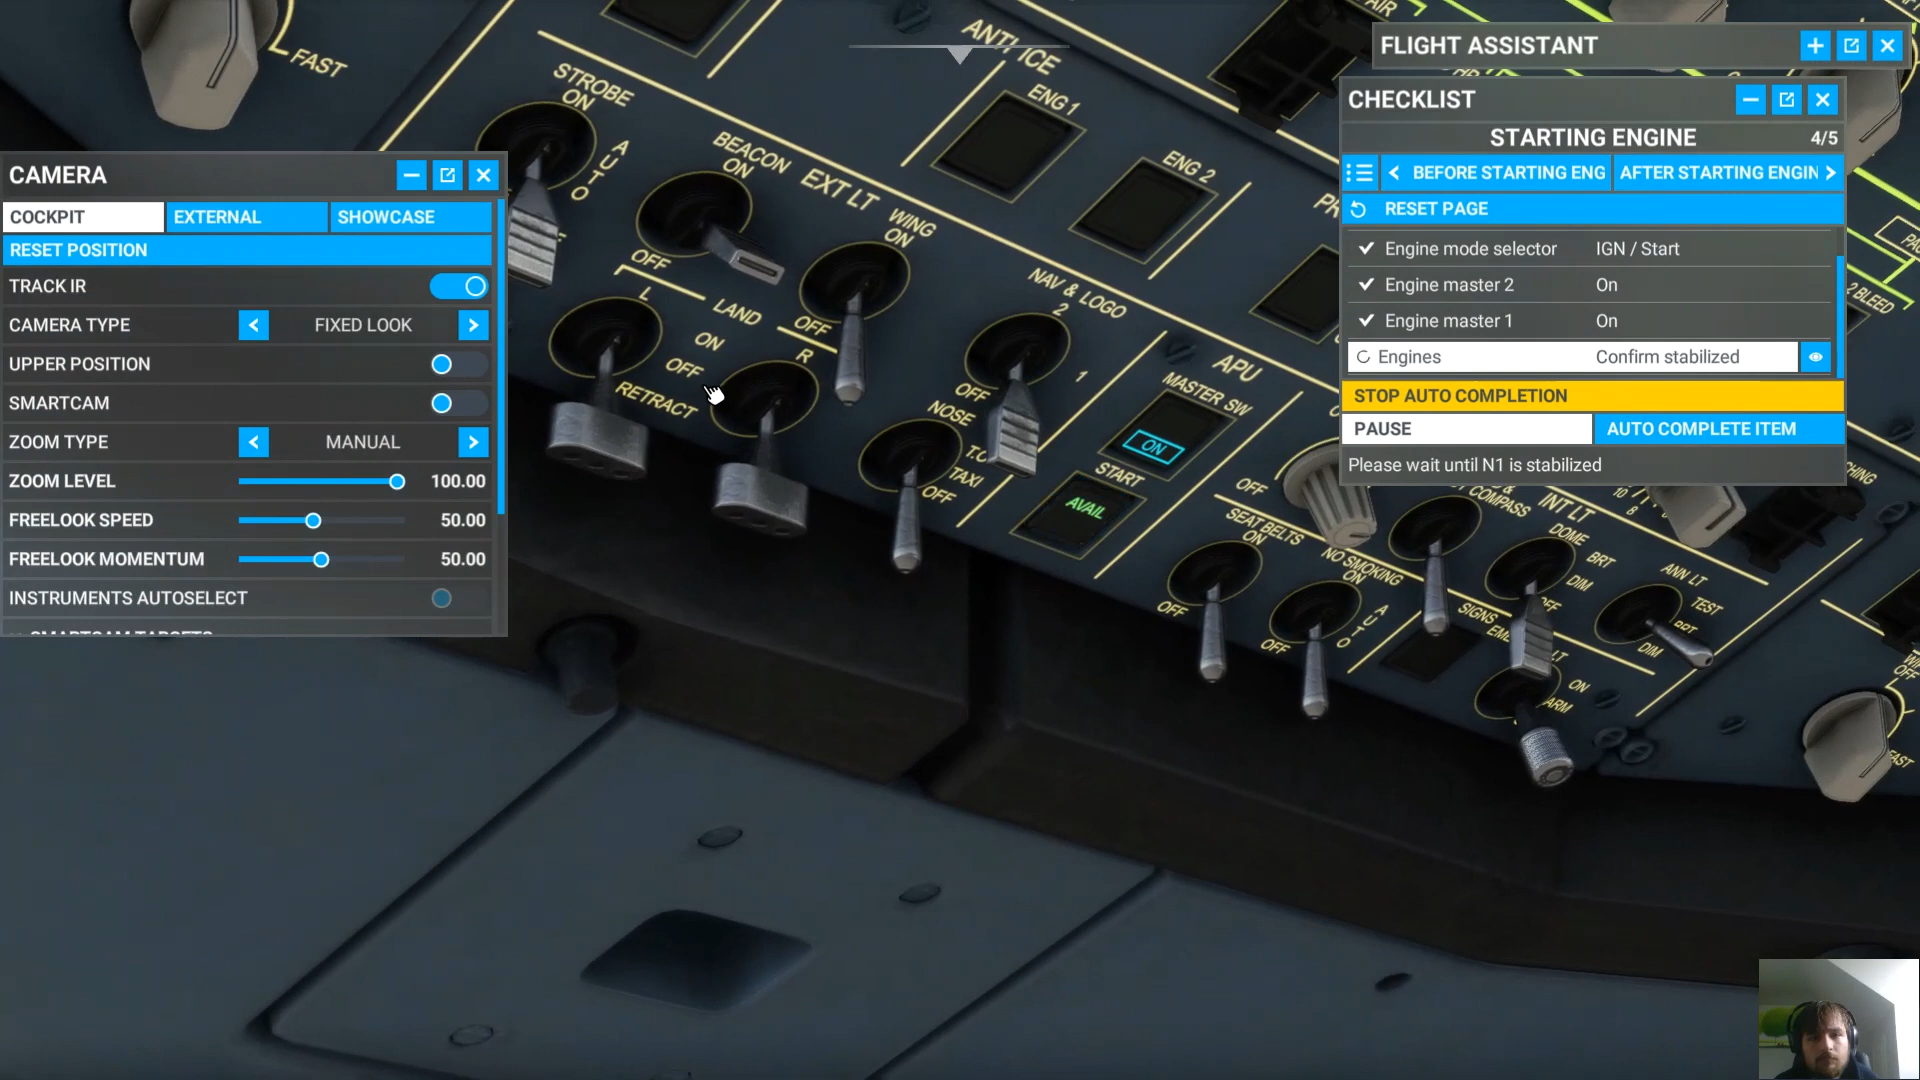 FAST
STROBE
ON
AUTO
BEACON
ON
OFF
EXT LT
WING
ON
OFF
ANTI ICE
ENG 1
ENG 2
AIR
L
LAND
R
ON
OFF
RETRACT
NAV & LOGO
2
1
OFF
NOSE
T.O
TAXI
OFF
APU
MASTER SW
ON
START
AVAIL
OFF
SEAT BELTS
ON
OFF
NO SMOKING
ON
AUTO
OFF
COMPASS
INT LT
DOME
BRT
DIM
OFF
ANN LT
TEST
BRT
DIM
SIGNS
ON
ARM
2 BLEED
10
8
OFF
FAST
CAMERA
COCKPIT
EXTERNAL
SHOWCASE
RESET POSITION
TRACK IR
CAMERA TYPE
FIXED LOOK
UPPER POSITION
SMARTCAM
ZOOM TYPE
MANUAL
ZOOM LEVEL 100.00
FREELOOK SPEED 50.00
FREELOOK MOMENTUM 50.00
INSTRUMENTS AUTOSELECT
SMARTCAM TARGETS
FLIGHT ASSISTANT
CHECKLIST
STARTING ENGINE 4/5
BEFORE STARTING ENG
AFTER STARTING ENGIN
RESET PAGE
Engine mode selector IGN / Start
Engine master 2 On
Engine master 1 On
Engines Confirm stabilized
STOP AUTO COMPLETION
PAUSE
AUTO COMPLETE ITEM
Please wait until N1 is stabilized